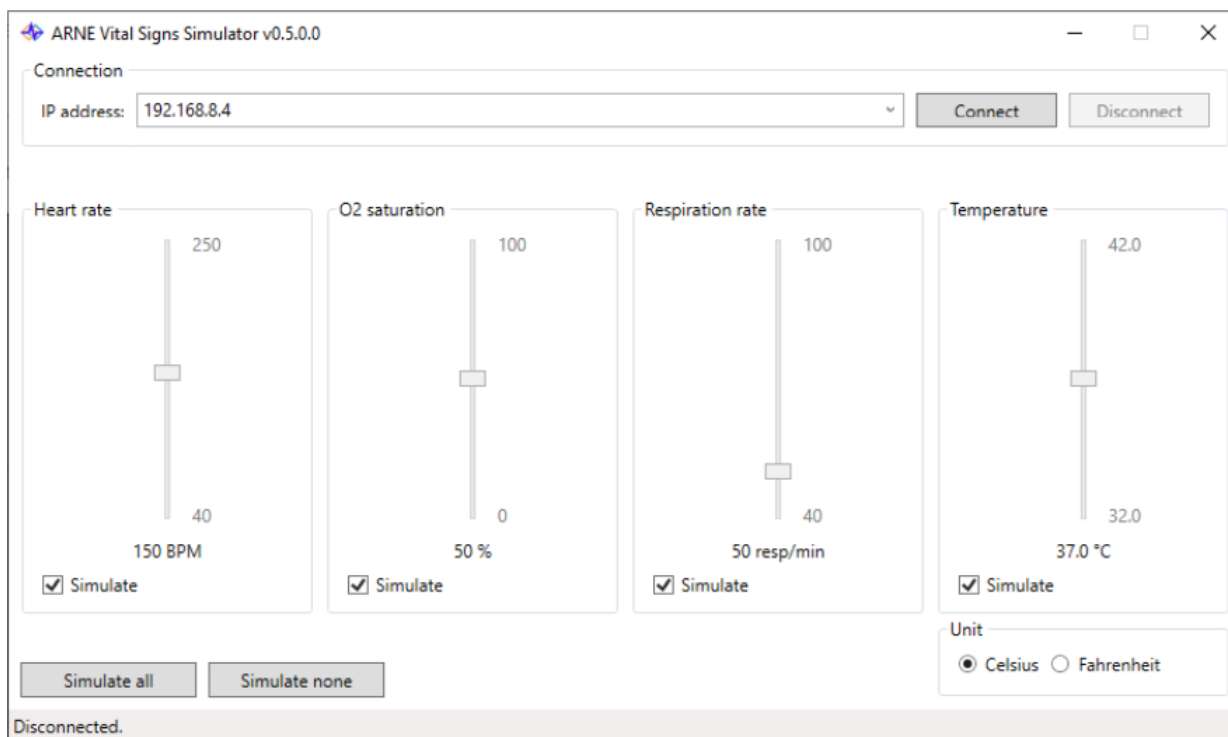 ARNE Vital Signs Simulator v0.5.0.0
Connection
IP address: 192.168.8.4 Connect Disconnect
Heart rate O2 saturation Respiration rate Temperature
250 100 100 42.0
40 0 40 32.0
150 BPM 50 % 50 resp/min 37.0 °C
Simulate Simulate Simulate Simulate
Unit
Celsius Fahrenheit
Simulate all Simulate none
Disconnected.